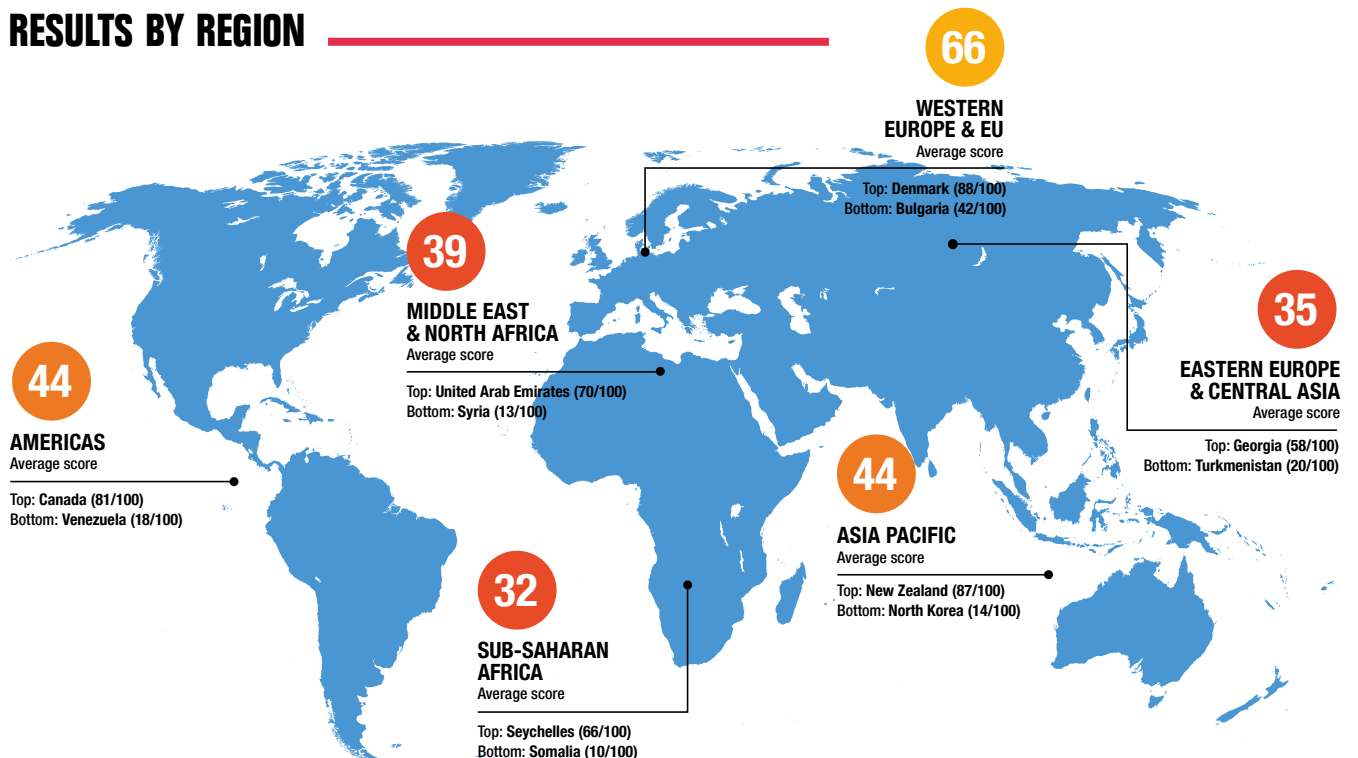 RESULTS BY REGION
66
WESTERN
EUROPE & EU
Average score
Top: Denmark (88/100)
Bottom: Bulgaria (42/100)
39
MIDDLE EAST
& NORTH AFRICA
Average score
Top: United Arab Emirates (70/100)
Bottom: Syria (13/100)
35
EASTERN EUROPE
& CENTRAL ASIA
Average score
Top: Georgia (58/100)
Bottom: Turkmenistan (20/100)
44
AMERICAS
Average score
Top: Canada (81/100)
Bottom: Venezuela (18/100)
44
ASIA PACIFIC
Average score
Top: New Zealand (87/100)
Bottom: North Korea (14/100)
32
SUB-SAHARAN
AFRICA
Average score
Top: Seychelles (66/100)
Bottom: Somalia (10/100)